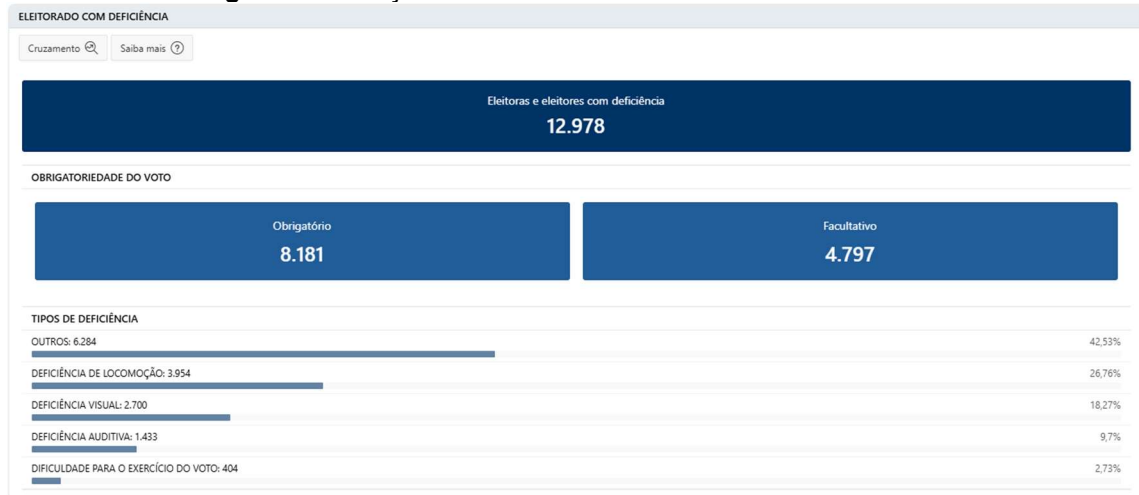 ELEITORADO COM DEFICIÊNCIA
Cruzamento Saiba mais
Eleitoras e eleitores com deficiência
12.978
OBRIGATORIEDADE DO VOTO
Obrigatório Facultativo
8.181 4.797
TIPOS DE DEFICIÊNCIA
OUTROS: 6.284 42,53%
DEFICIÊNCIA DE LOCOMOÇÃO: 3.954 26,76%
DEFICIÊNCIA VISUAL: 2.700 18,27%
DEFICIÊNCIA AUDITIVA: 1.433 9,7%
DIFICULDADE PARA O EXERCÍCIO DO VOTO: 404 2,73%